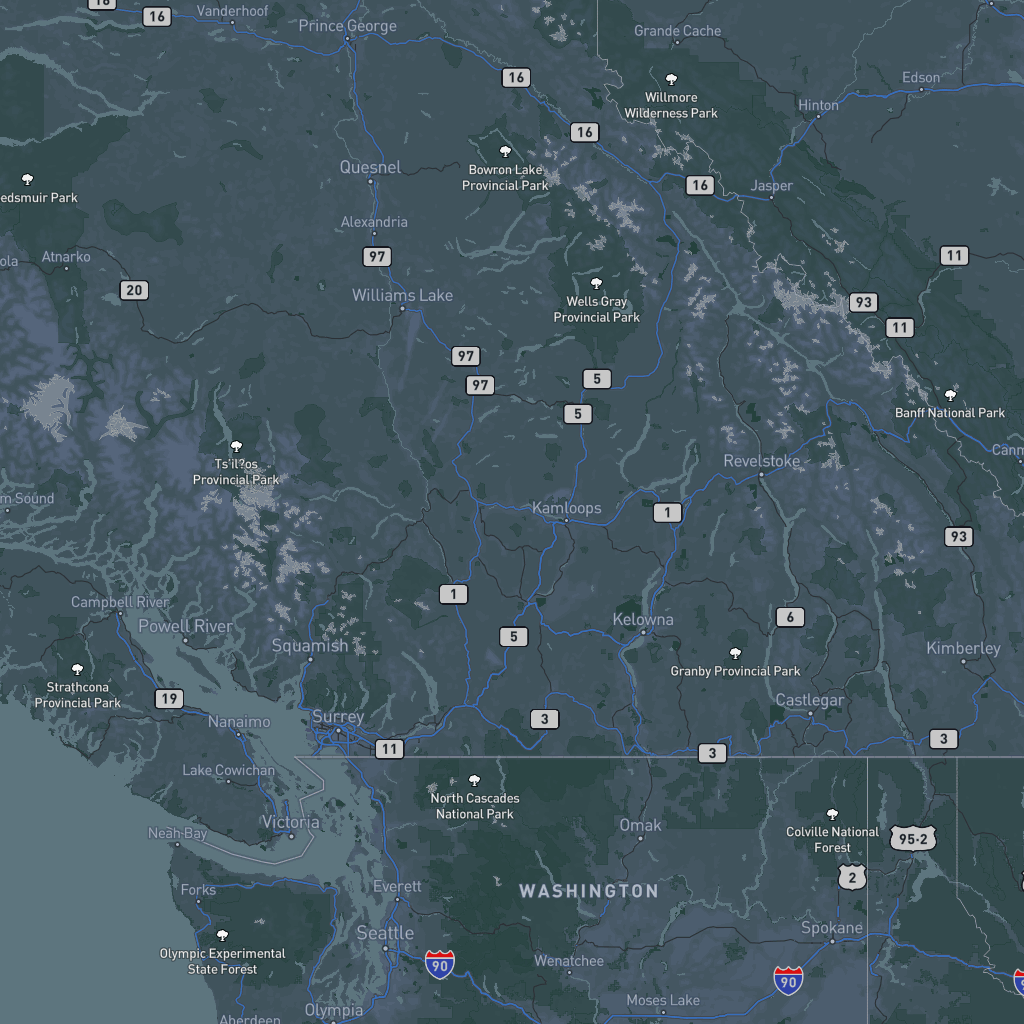 16
16
Vanderhoof
Prince George
Grande Cache
16
Willmore
Wilderness Park
Edson
Hinton
16
Quesnel
Bowron Lake
Provincial Park
16
Jasper
edsmuir Park
Alexandria
97
11
ola
Atnarko
20
Williams Lake
Wells Gray
Provincial Park
93
11
97
97
5
5
Banff National Park
Ts'il?os
Provincial Park
Revelstoke
Canm
m Sound
Kamloops
1
93
1
Campbell River
Powell River
5
Kelowna
6
Squamish
Kimberley
Strathcona
Provincial Park
Granby Provincial Park
19
Castlegar
Nanaimo
Surrey
3
11
3
3
Lake Cowichan
North Cascades
National Park
Victoria
Neah-Bay
Omak
Colville National
Forest
95·2
2
Forks
Everett
WASHINGTON
Seattle
Spokane
Olympic Experimental
State Forest
90
Wenatchee
90
Moses Lake
Olympia
Aberdeen